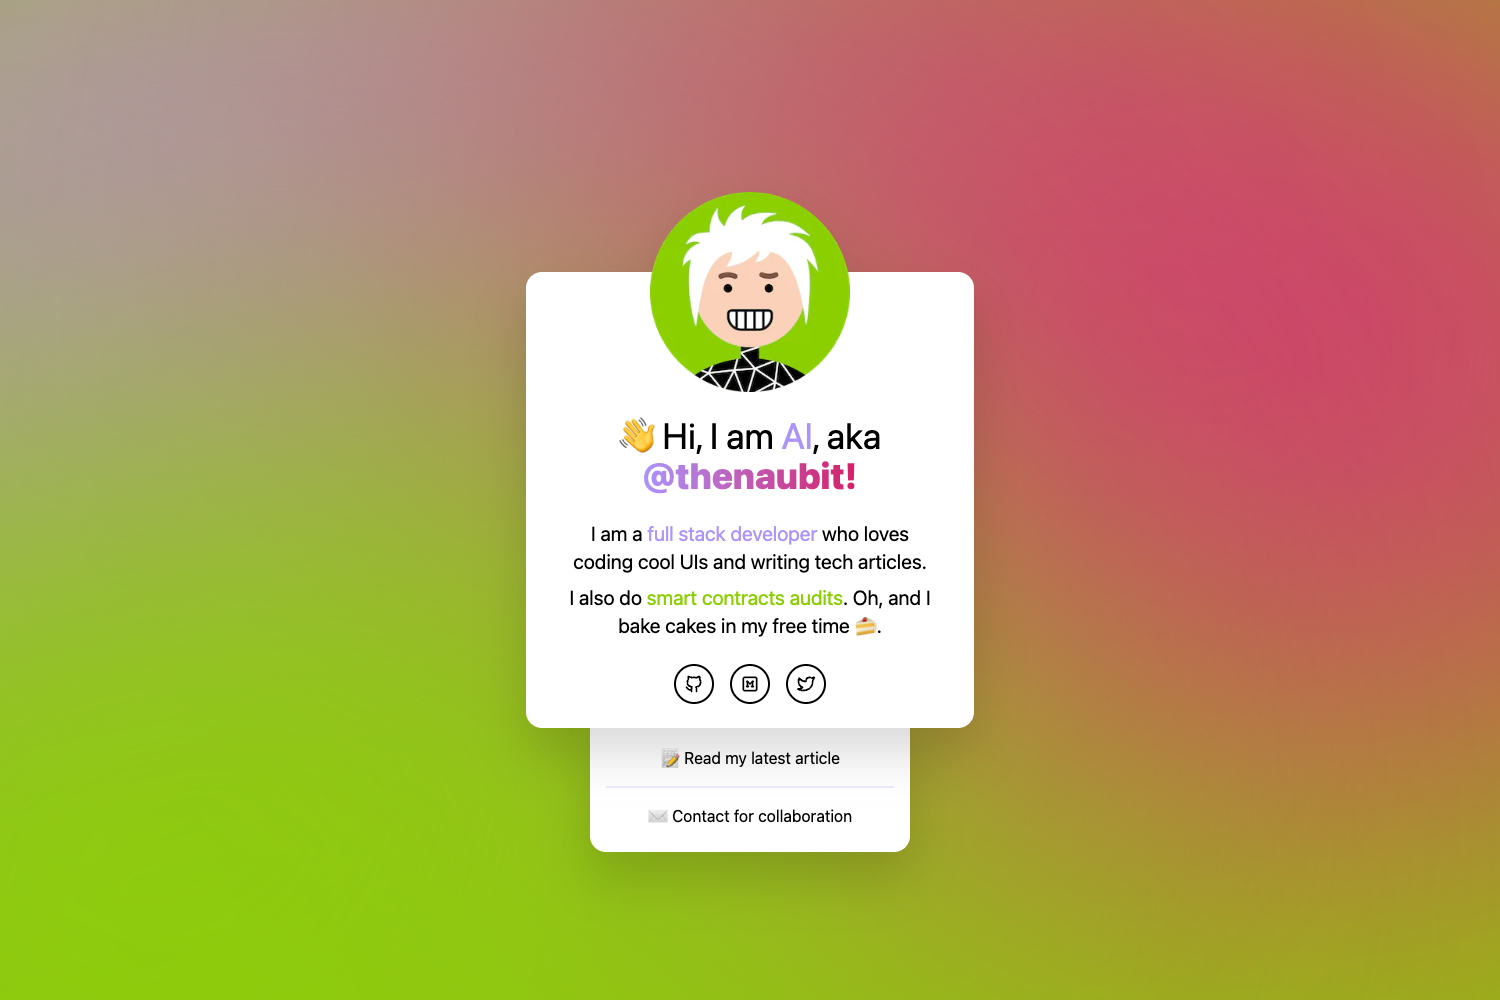 👋 Hi, I am Al, aka
@thenaubit!
I am a full stack developer who loves
coding cool UIs and writing tech articles.
I also do smart contracts audits. Oh, and I
bake cakes in my free time 🍰.
📝 Read my latest article
✉️ Contact for collaboration